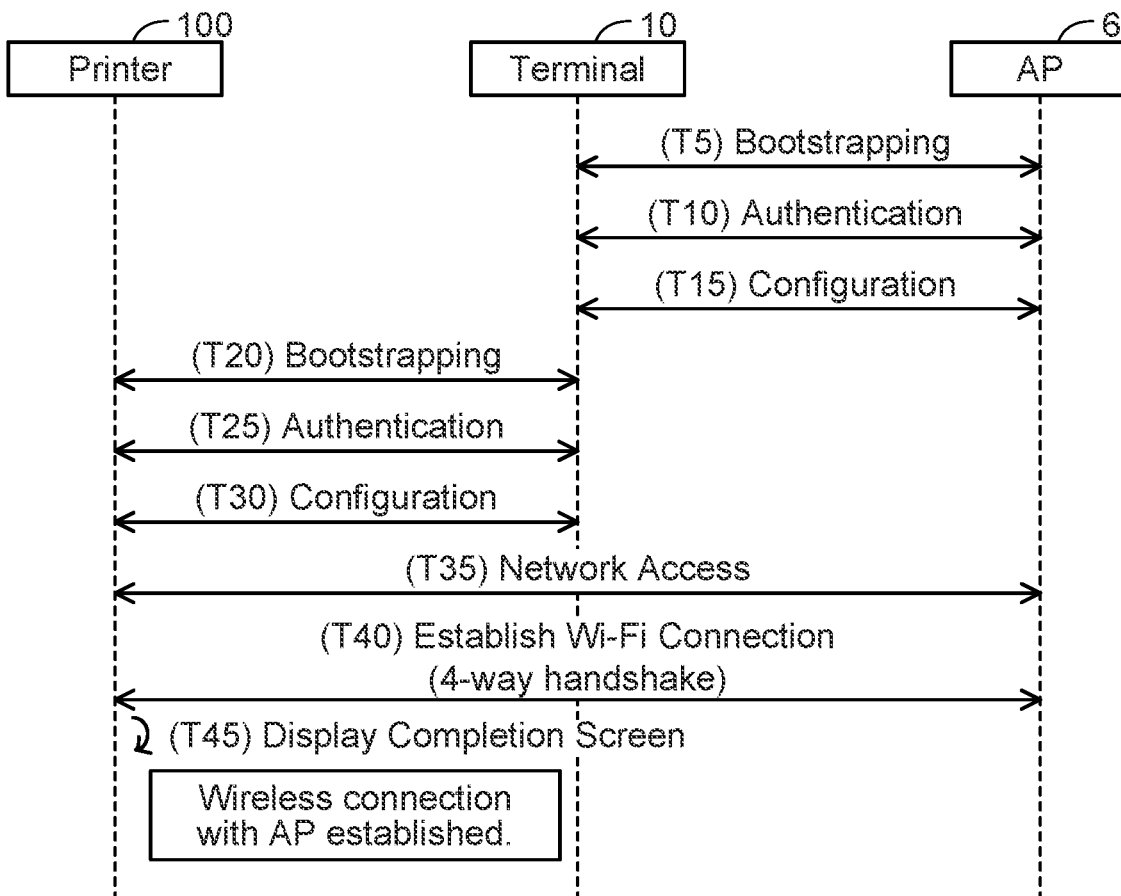 100
10
6
Printer
Terminal
AP
(T5) Bootstrapping
(T10) Authentication
(T15) Configuration
(T20) Bootstrapping
(T25) Authentication
(T30) Configuration
(T35) Network Access
(T40) Establish Wi-Fi Connection
(4-way handshake)
(T45) Display Completion Screen
Wireless connection
with AP established.